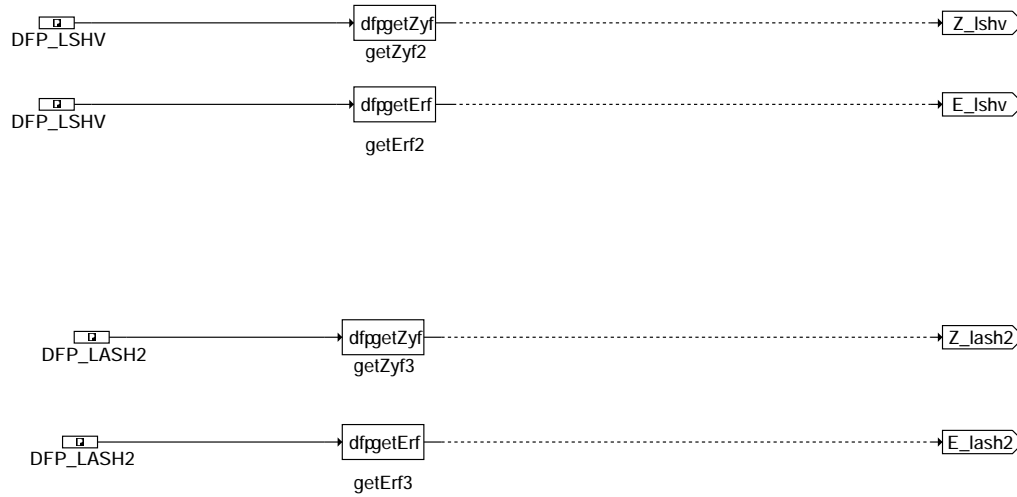 dfpgetZyf
Z_lshv
DFP_LSHV
getZyf2
dfpgetErf
E_lshv
DFP_LSHV
getErf2
dfpgetZyf
Z_lash2
DFP_LASH2
getZyf3
dfpgetErf
E_lash2
DFP_LASH2
getErf3